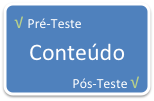 √ Pré-Teste
Conteúdo
Pós-Teste √